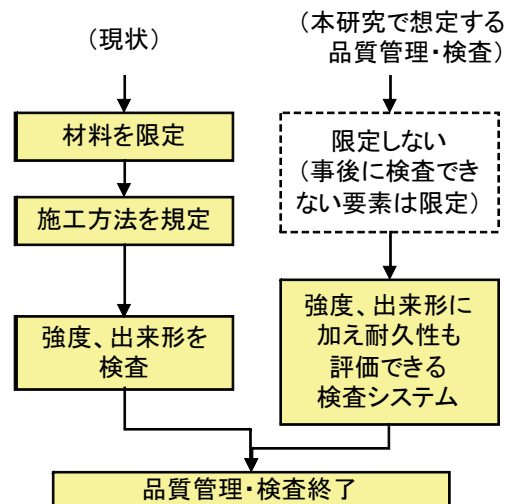 （現状）
材料を限定
施工方法を規定
強度、出来形を
検査
（本研究で想定する
品質管理・検査）
限定しない
（事後に検査でき
ない要素は限定）
強度、出来形に
加え耐久性も
評価できる
検査システム
品質管理・検査終了